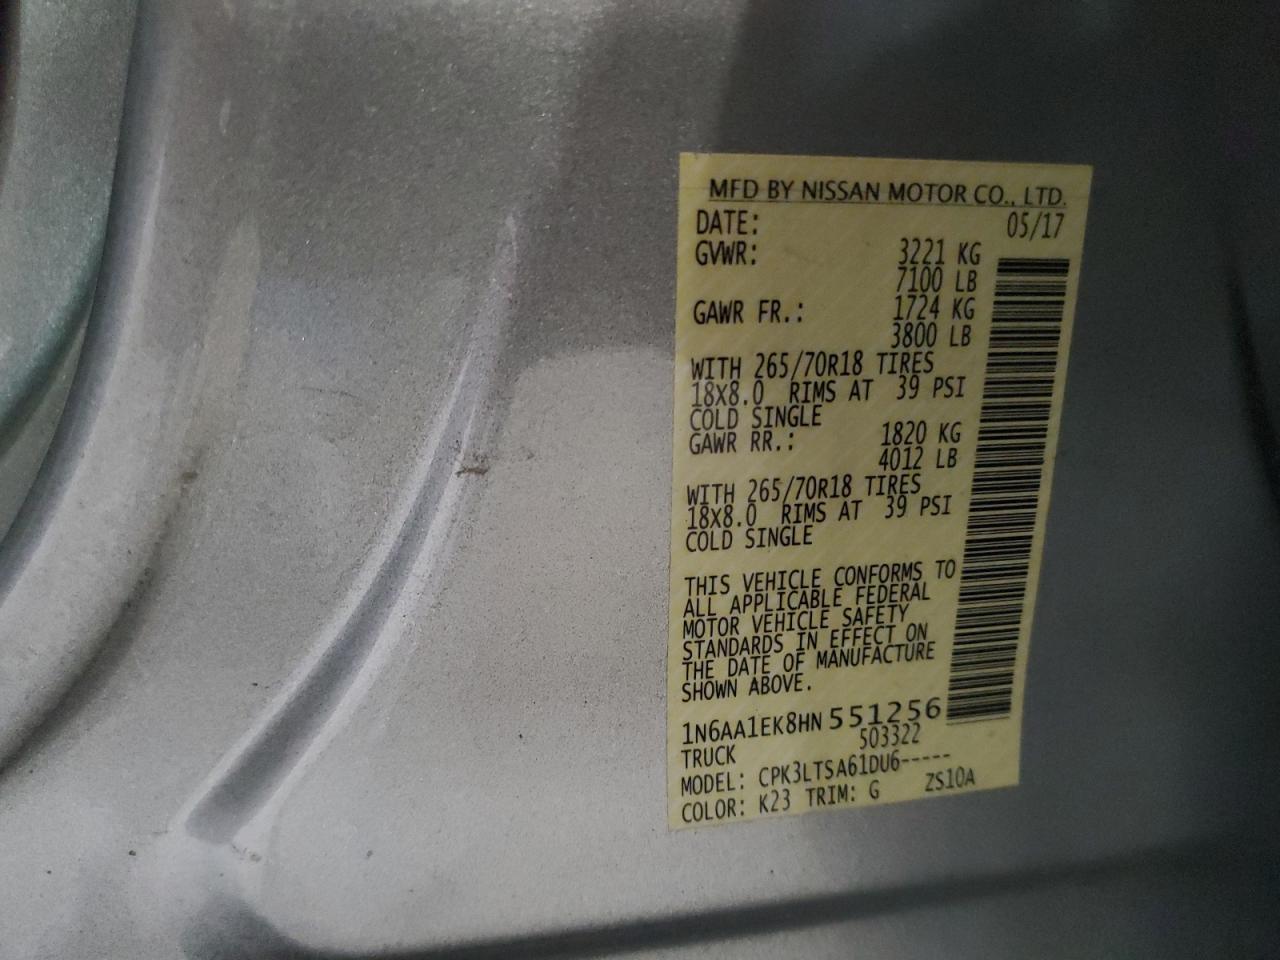 MFD BY NISSAN MOTOR CO., LTD.
DATE: 05/17
GVWR: 3221 KG
7100 LB
GAWR FR.: 1724 KG
3800 LB
WITH 265/70R18 TIRES
18X8.0 RIMS AT 39 PSI
COLD SINGLE
GAWR RR.: 1820 KG
4012 LB
WITH 265/70R18 TIRES
18X8.0 RIMS AT 39 PSI
COLD SINGLE
THIS VEHICLE CONFORMS TO
ALL APPLICABLE FEDERAL
MOTOR VEHICLE SAFETY
STANDARDS IN EFFECT ON
THE DATE OF MANUFACTURE
SHOWN ABOVE.
1N6AA1EK8HN 551256
TRUCK 503322
MODEL: CPK3LTSA61DU6-----
COLOR: K23 TRIM: G ZS10A